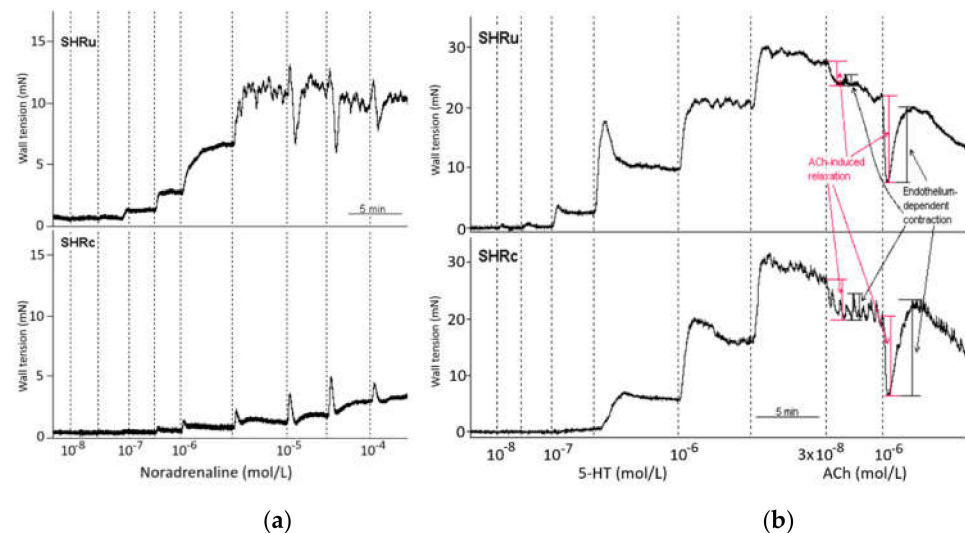 (a)
SHRu
15
10
5
0
Wall tension (mN)
5 min
SHRc
15
10
5
0
Wall tension (mN)
10⁻⁸ 10⁻⁷ 10⁻⁶ 10⁻⁵ 10⁻⁴
Noradrenaline (mol/L)
(b)
SHRu
30
20
10
0
Wall tension (mN)
ACh-induced
relaxation
Endothelium-
dependent
contraction
SHRc
30
20
10
0
Wall tension (mN)
5 min
10⁻⁸ 10⁻⁷ 10⁻⁶ 3x10⁻⁸ 10⁻⁶
5-HT (mol/L) ACh (mol/L)
(a) (b)